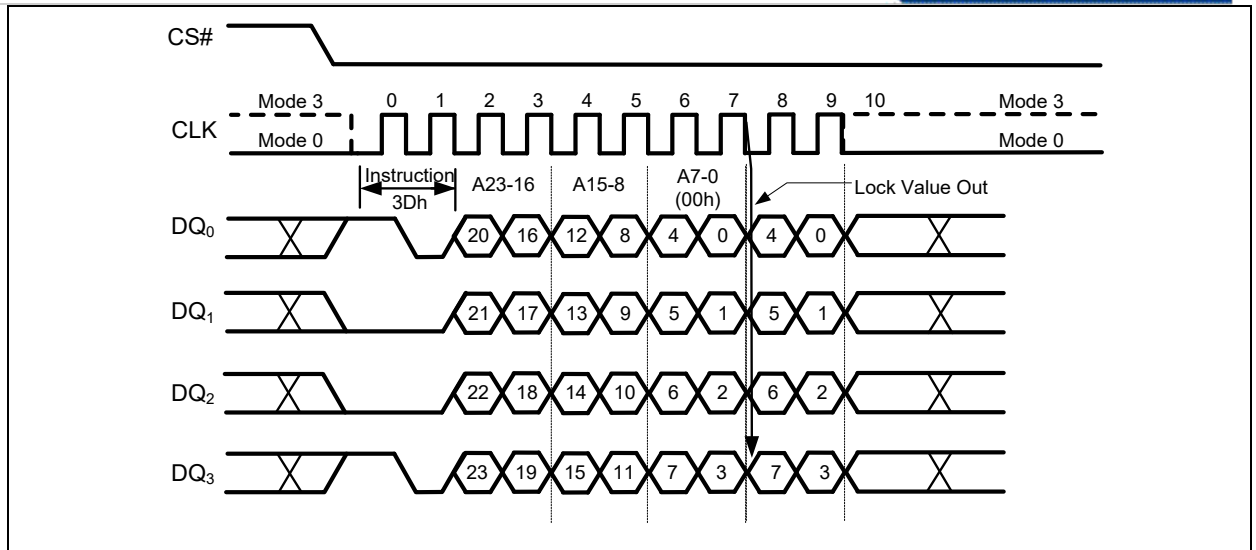 CS#
Mode 3 0 1 2 3 4 5 6 7 8 9 10 Mode 3
CLK
Mode 0 Mode 0
Instruction A23-16 A15-8 A7-0
3Dh (00h) Lock Value Out
DQ0 20 16 12 8 4 0 4 0
DQ1 21 17 13 9 5 1 5 1
DQ2 22 18 14 10 6 2 6 2
DQ3 23 19 15 11 7 3 7 3